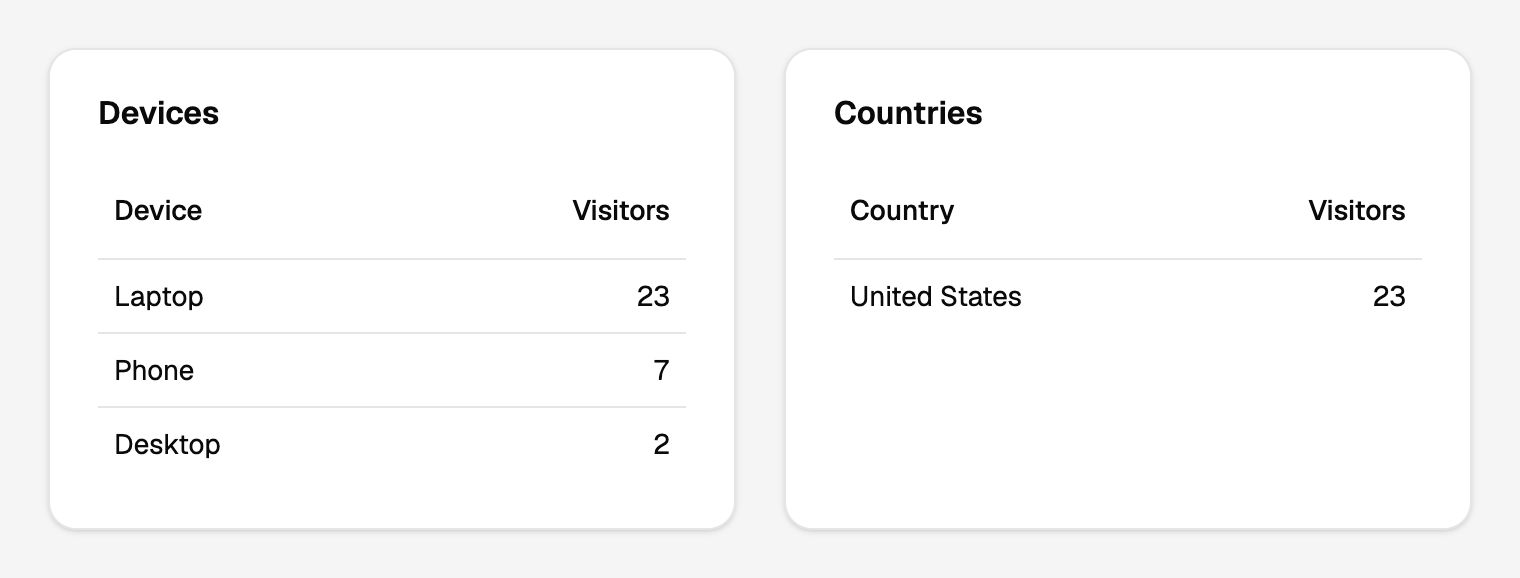 Devices
Device Visitors
Laptop 23
Phone 7
Desktop 2
Countries
Country Visitors
United States 23